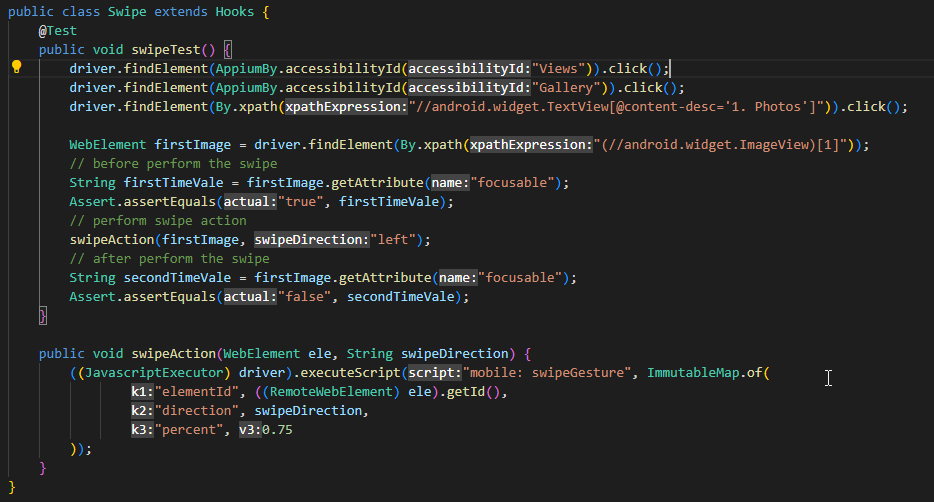 public class Swipe extends Hooks {
@Test
public void swipeTest() {
driver.findElement(AppiumBy.accessibilityId(accessibilityId:"Views")).click();
driver.findElement(AppiumBy.accessibilityId(accessibilityId:"Gallery")).click();
driver.findElement(By.xpath(xpathExpression:"//android.widget.TextView[@content-desc='1. Photos']")).click();
WebElement firstImage = driver.findElement(By.xpath(xpathExpression:"(//android.widget.ImageView)[1]"));
// before perform the swipe
String firstTimeVale = firstImage.getAttribute(name:"focusable");
Assert.assertEquals(actual:"true", firstTimeVale);
// perform swipe action
swipeAction(firstImage, swipeDirection:"left");
// after perform the swipe
String secondTimeVale = firstImage.getAttribute(name:"focusable");
Assert.assertEquals(actual:"false", secondTimeVale);
}
public void swipeAction(WebElement ele, String swipeDirection) {
((JavascriptExecutor) driver).executeScript(script:"mobile: swipeGesture", ImmutableMap.of(
k1:"elementId", ((RemoteWebElement) ele).getId(),
k2:"direction", swipeDirection,
k3:"percent", v3:0.75
));
}
}